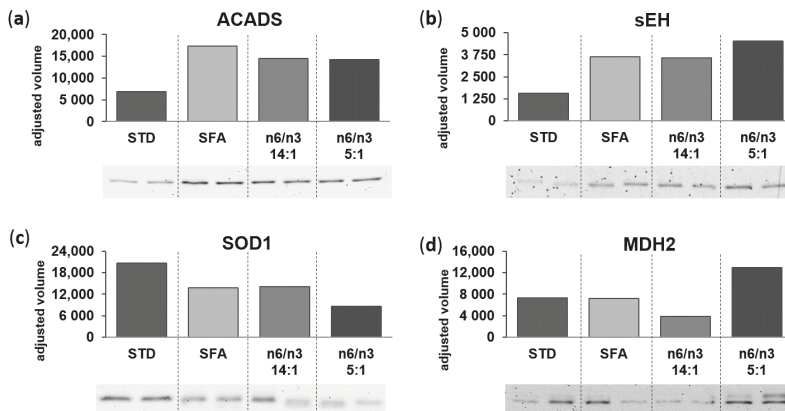 (a)
ACADS
adjusted volume
20,000
15,000
10,000
5 000
0
STD
SFA
n6/n3
14:1
n6/n3
5:1
(b)
sEH
adjusted volume
5 000
3 750
2 500
1 250
0
STD
SFA
n6/n3
14:1
n6/n3
5:1
(c)
SOD1
adjusted volume
24,000
18,000
12,000
6 000
0
STD
SFA
n6/n3
14:1
n6/n3
5:1
(d)
MDH2
adjusted volume
16,000
12,000
8 000
4 000
0
STD
SFA
n6/n3
14:1
n6/n3
5:1